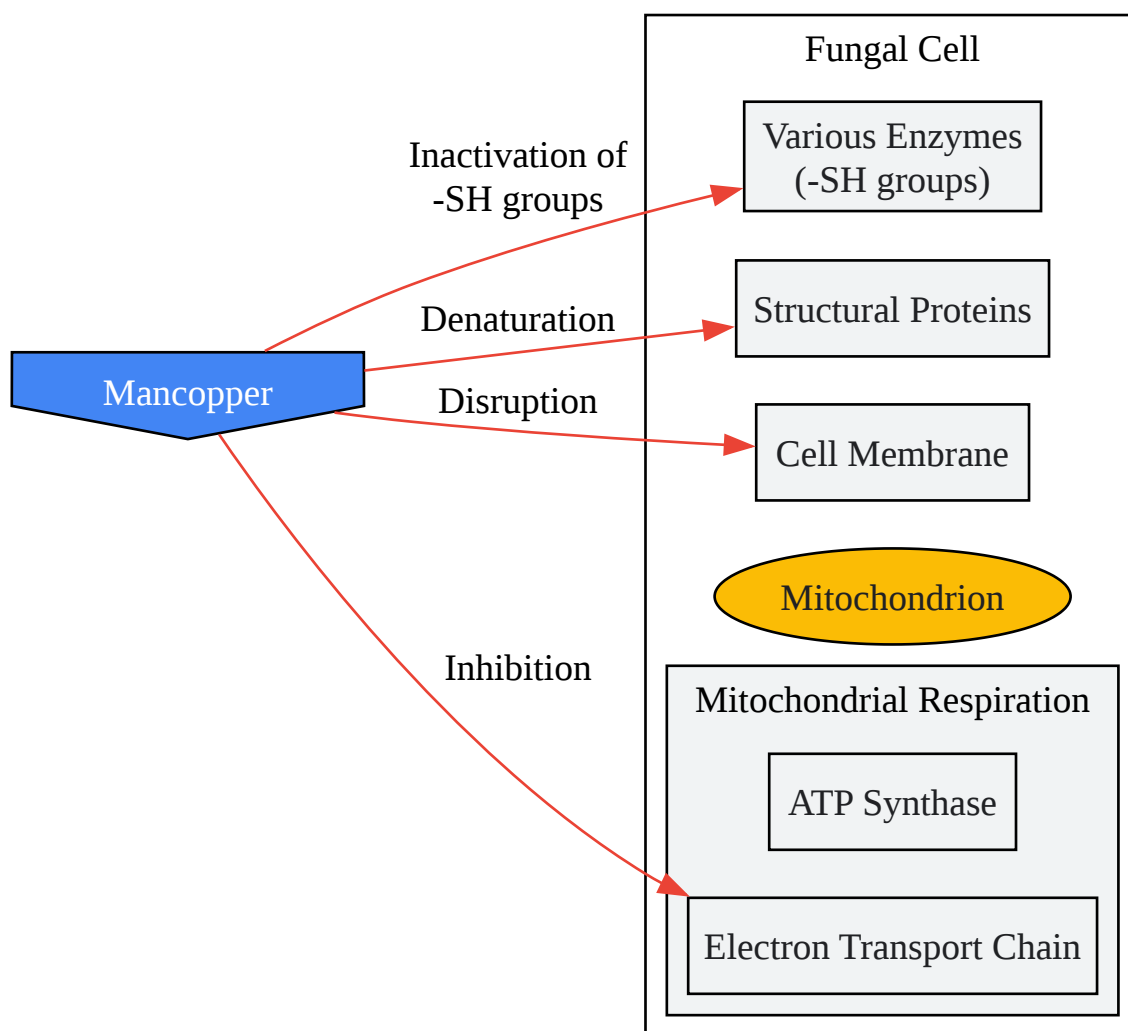 Fungal Cell
Inactivation of
-SH groups
Various Enzymes
(-SH groups)
Denaturation
Structural Proteins
Mancopper
Disruption
Cell Membrane
Mitochondrion
Inhibition
Mitochondrial Respiration
ATP Synthase
Electron Transport Chain